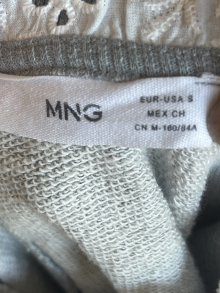 MNG
EUR-USA S
MEX CH
CN M-160/84A